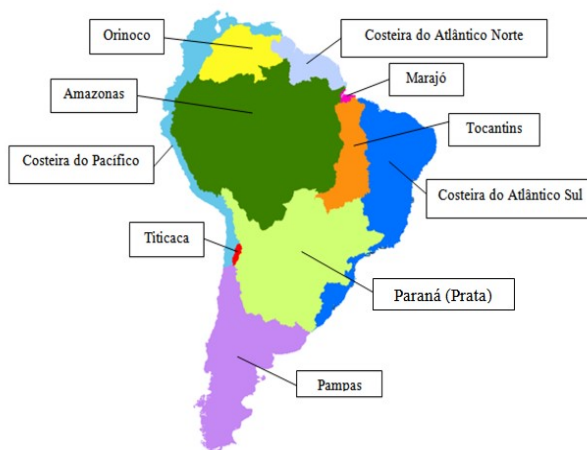 Orinoco
Costeira do Atlântico Norte
Amazonas
Marajó
Tocantins
Costeira do Pacífico
Costeira do Atlântico Sul
Titicaca
Paraná (Prata)
Pampas